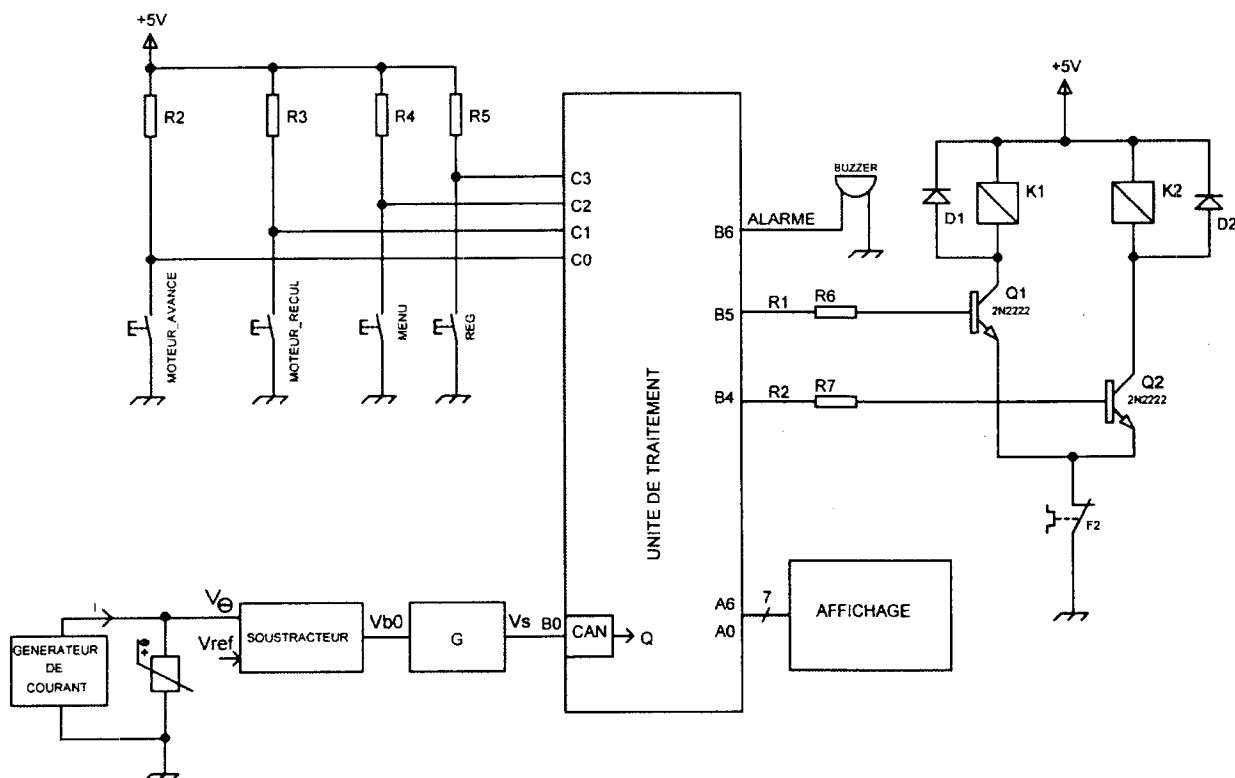 +5V
R2
R3
R4
R5
C3
C2
C1
C0
MOTEUR_AVANCE
MOTEUR_RECUL
MENU
REG
UNITE DE TRAITEMENT
B6
ALARME
BUZZER
B5
R1
R6
B4
R2
R7
+5V
D1
K1
K2
D2
Q1
2N2222
Q2
2N2222
F2
A6
A0
7
AFFICHAGE
GENERATEUR
DE
COURANT
I
+θ
VΘ
Vref
SOUSTRACTEUR
Vb0
G
Vs
B0
CAN
Q